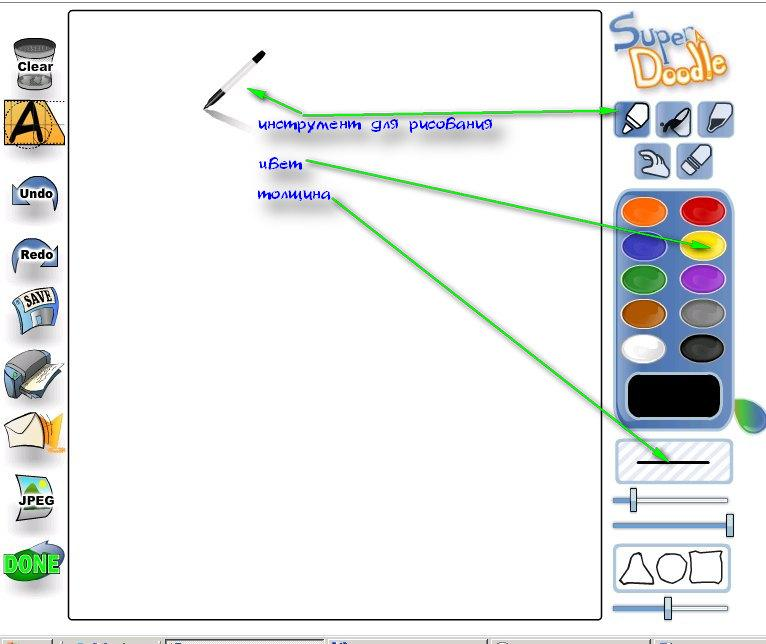 Super
Doodle
Clear
A
инструмент для рисования
цвет
толщина
Undo
Redo
SAVE
JPEG
DONE